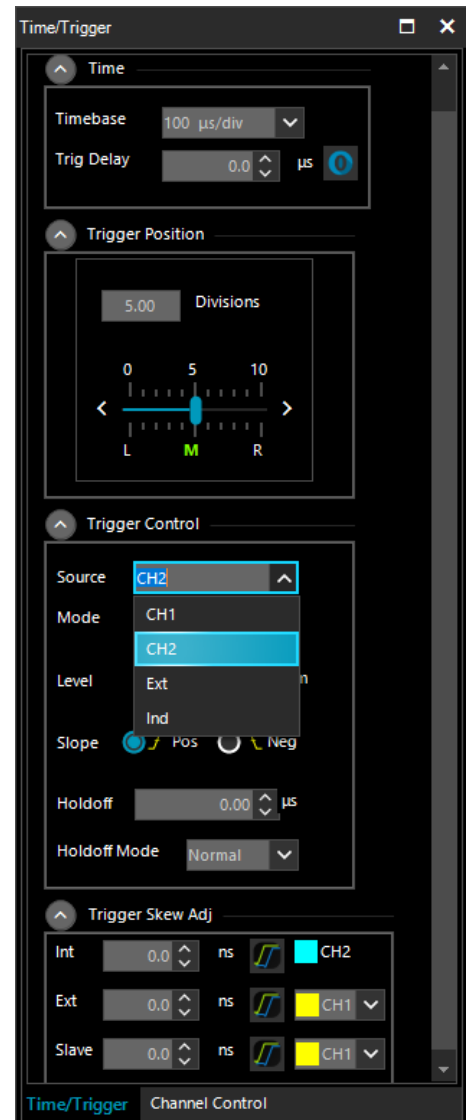 Time/Trigger
Time
Timebase 100 µs/div
Trig Delay 0.0 µs
Trigger Position
5.00 Divisions
0 5 10
L M R
Trigger Control
Source CH2
Mode CH1
CH2
Level Ext
Ind
Slope Pos Neg
Holdoff 0.00 µs
Holdoff Mode Normal
Trigger Skew Adj
Int 0.0 ns CH2
Ext 0.0 ns CH1
Slave 0.0 ns CH1
Time/Trigger Channel Control